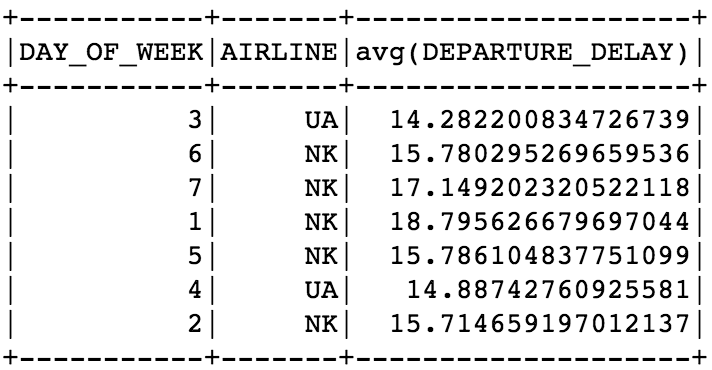 +-----------+-------+--------------------+
|DAY_OF_WEEK|AIRLINE|avg(DEPARTURE_DELAY)|
+-----------+-------+--------------------+
|          3|     UA|  14.282200834726739|
|          6|     NK|  15.780295269659536|
|          7|     NK|  17.149202320522118|
|          1|     NK|  18.795626679697044|
|          5|     NK|  15.786104837751099|
|          4|     UA|   14.88742760925581|
|          2|     NK|  15.714659197012137|
+-----------+-------+--------------------+